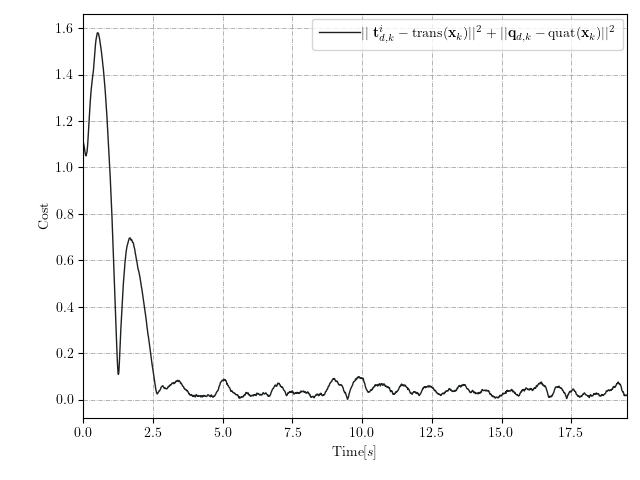 || t^i_{d,k} − trans(x_k)||² + ||q_{d,k} − quat(x_k)||²
1.6
1.4
1.2
1.0
0.8
0.6
0.4
0.2
0.0
Cost
0.0 2.5 5.0 7.5 10.0 12.5 15.0 17.5
Time[s]